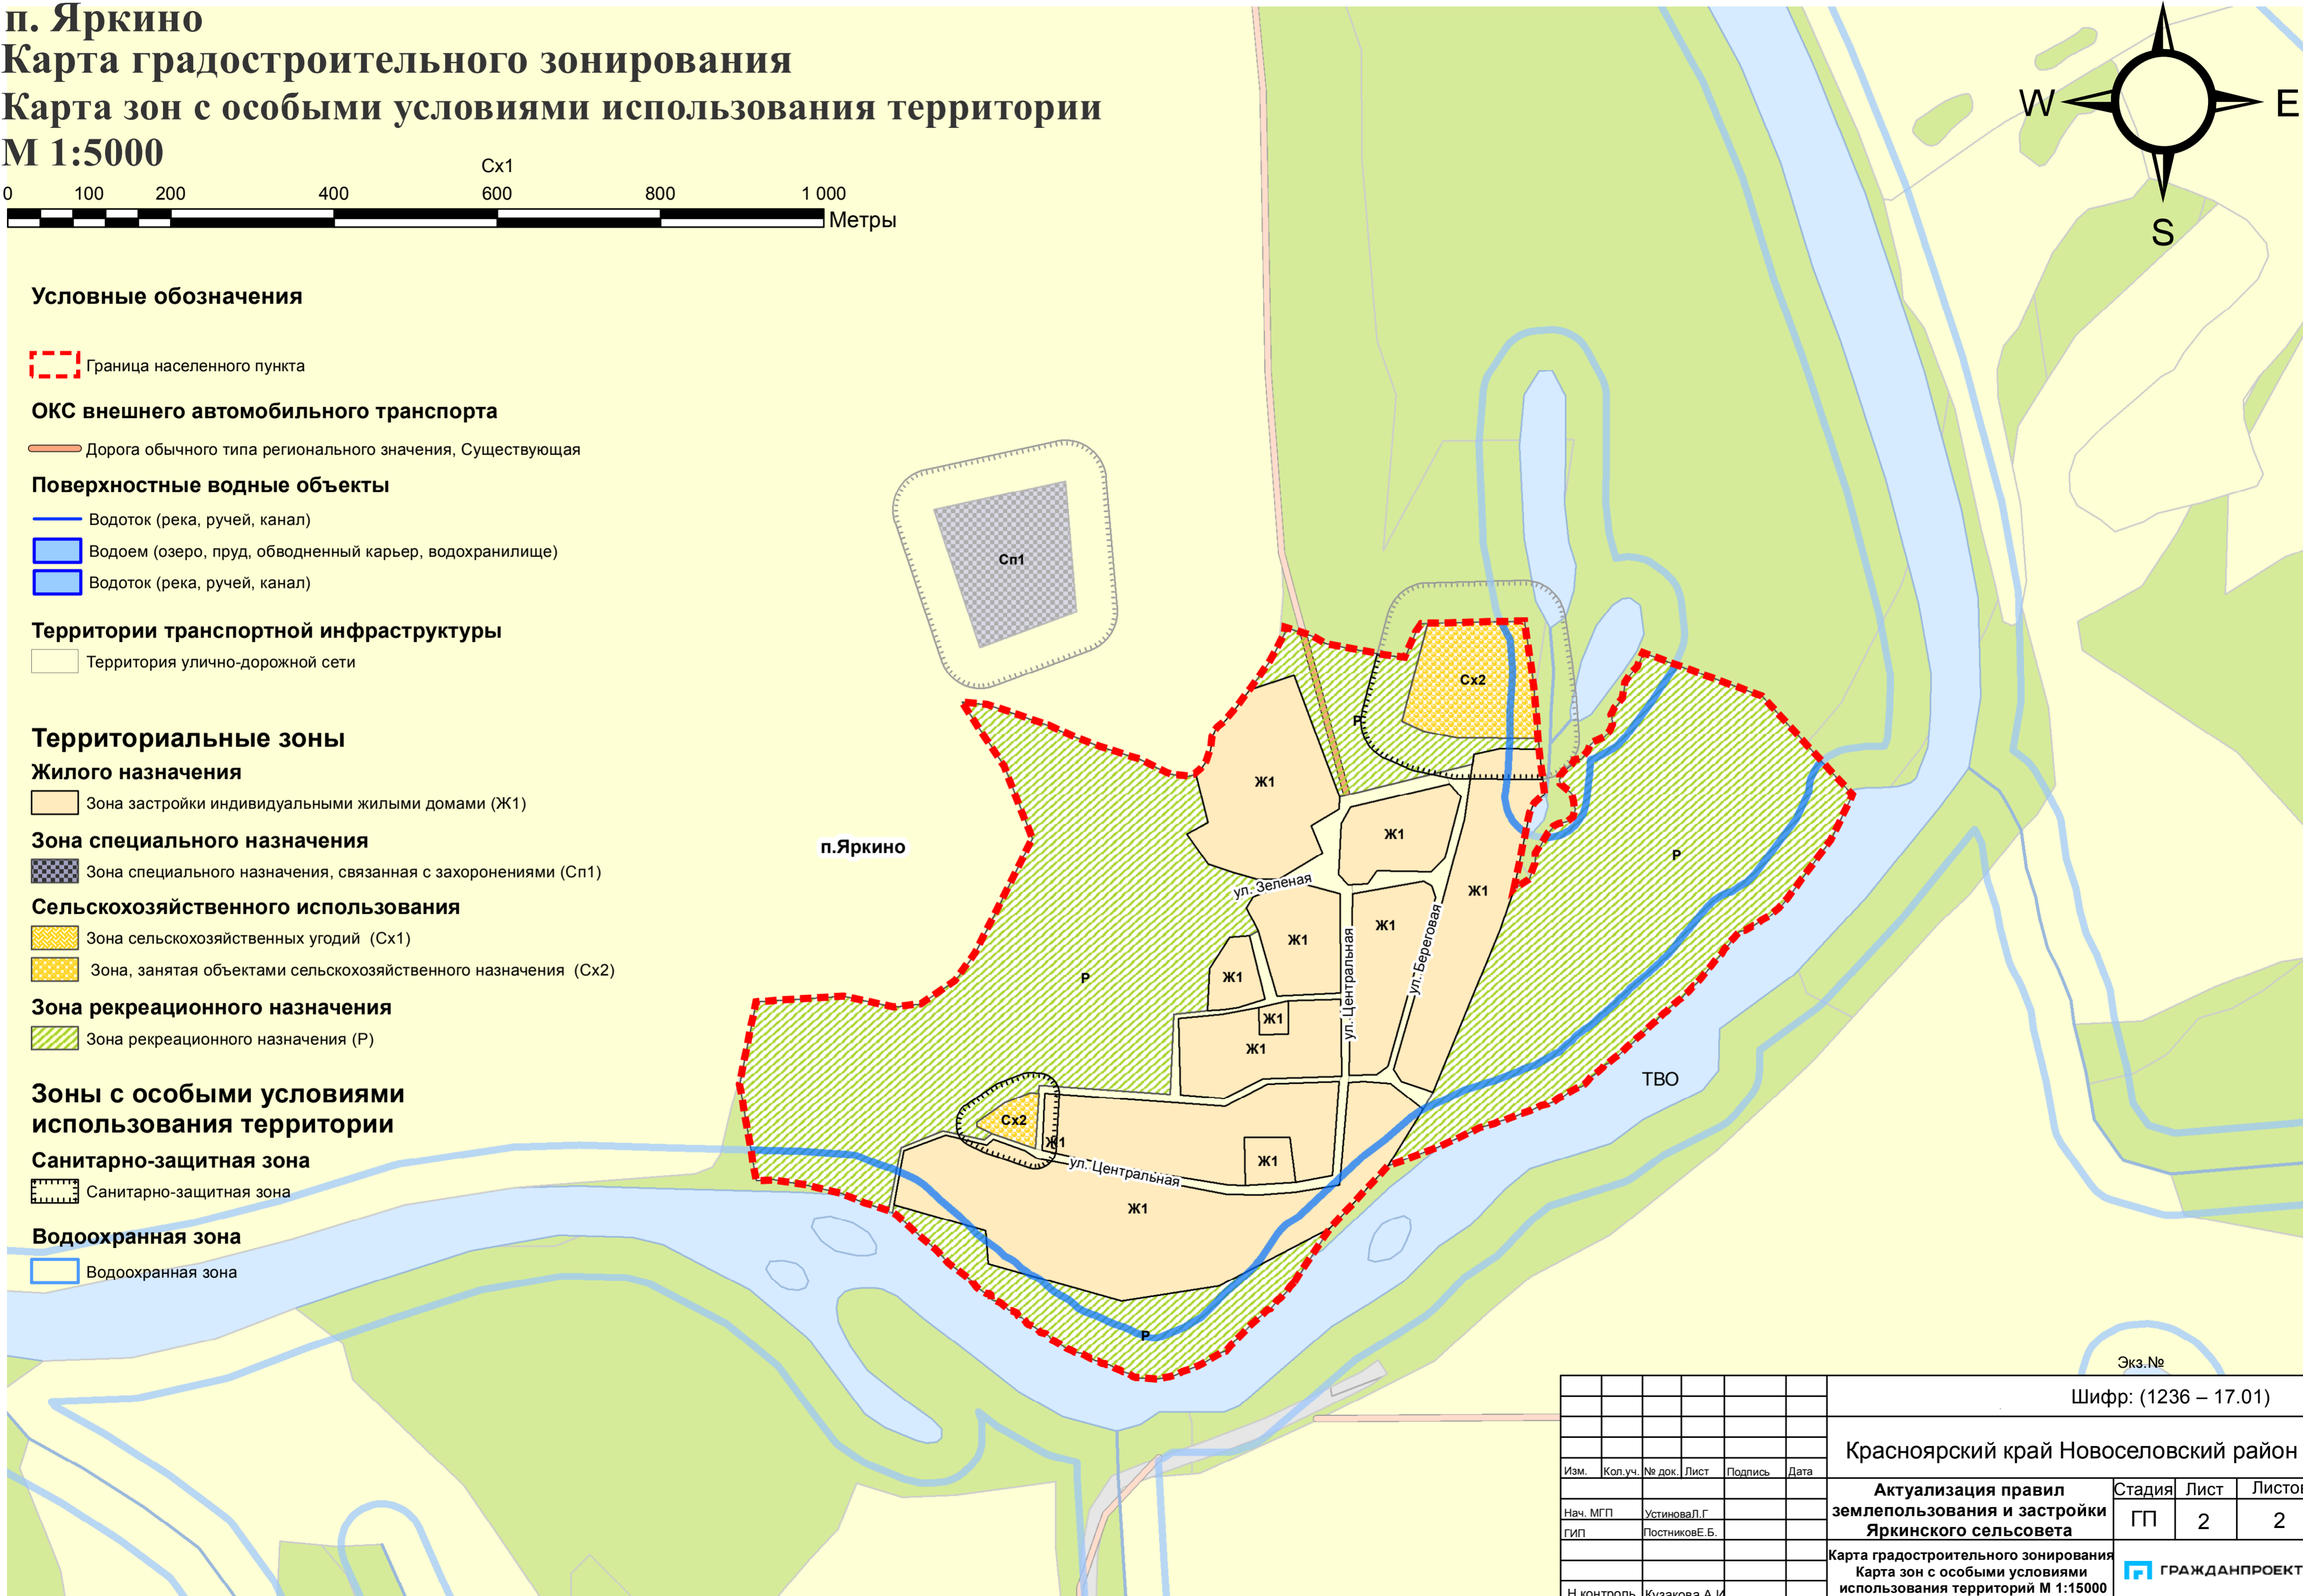 п. Яркино
Карта градостроительного зонирования
Карта зон с особыми условиями использования территории
М 1:5000
Сх1
0 100 200 400 600 800 1 000
Метры
W E
S
Условные обозначения
Граница населенного пункта
ОКС внешнего автомобильного транспорта
Дорога обычного типа регионального значения, Существующая
Поверхностные водные объекты
Водоток (река, ручей, канал)
Водоем (озеро, пруд, обводненный карьер, водохранилище)
Водоток (река, ручей, канал)
Территории транспортной инфраструктуры
Территория улично-дорожной сети
Территориальные зоны
Жилого назначения
Зона застройки индивидуальными жилыми домами (Ж1)
Зона специального назначения
Зона специального назначения, связанная с захоронениями (Сп1)
Сельскохозяйственного использования
Зона сельскохозяйственных угодий (Сх1)
Зона, занятая объектами сельскохозяйственного назначения (Сх2)
Зона рекреационного назначения
Зона рекреационного назначения (Р)
Зоны с особыми условиями
использования территории
Санитарно-защитная зона
Санитарно-защитная зона
Водоохранная зона
Водоохранная зона
Сп1
Сх2
Р
Ж1
п.Яркино
Ж1
Р
ул. Зеленая
Ж1
Ж1
Ж1
ул. Береговая
ул. Центральная
Р
Ж1
Ж1
Ж1
ТВО
Сх2
Ж1
ул. Центральная
Ж1
Ж1
Р
Экз.№
Шифр: (1236 – 17.01)
Красноярский край Новоселовский район
Изм. Кол.уч. № док. Лист Подпись Дата
Актуализация правил
землепользования и застройки
Яркинского сельсовета
Стадия Лист Листов
ГП 2 2
Нач. МГП УстиноваЛ.Г
ГИП ПостниковЕ.Б.
Карта градостроительного зонирования
Карта зон с особыми условиями
использования территорий М 1:15000
ГРАЖДАНПРОЕКТ
Н.контроль Кузакова А.И